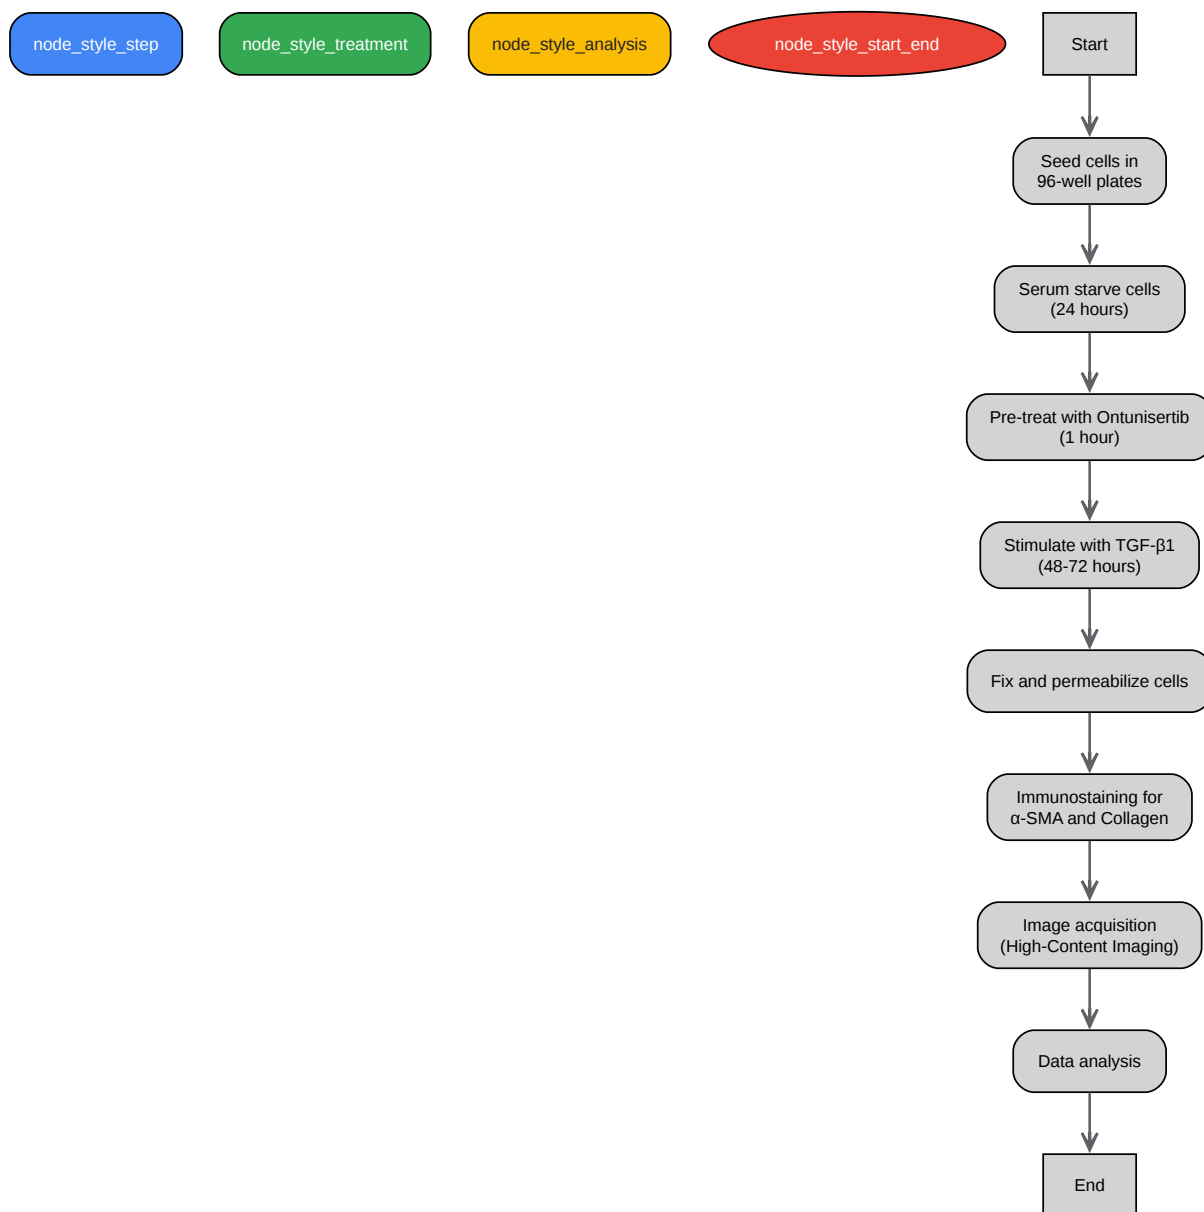 node_style_step
node_style_treatment
node_style_analysis
node_style_start_end
Start
Seed cells in
96-well plates
Serum starve cells
(24 hours)
Pre-treat with Ontunisertib
(1 hour)
Stimulate with TGF-β1
(48-72 hours)
Fix and permeabilize cells
Immunostaining for
α-SMA and Collagen
Image acquisition
(High-Content Imaging)
Data analysis
End